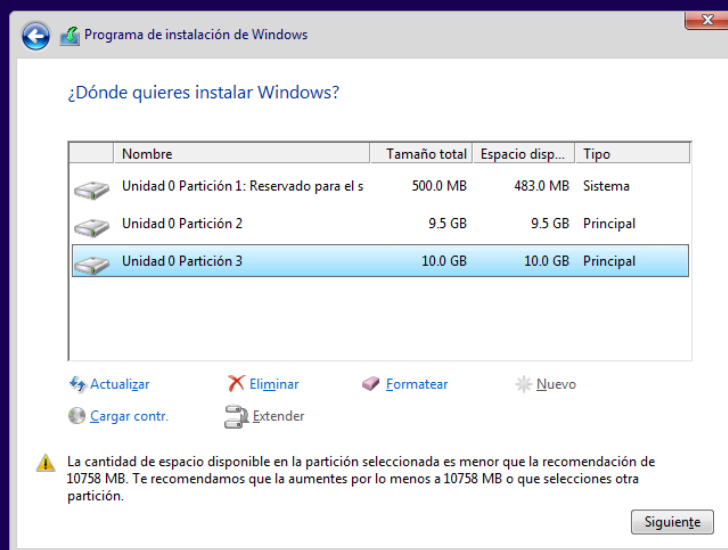 Programa de instalación de Windows
¿Dónde quieres instalar Windows?
Nombre Tamaño total Espacio disp... Tipo
Unidad 0 Partición 1: Reservado para el s 500.0 MB 483.0 MB Sistema
Unidad 0 Partición 2 9.5 GB 9.5 GB Principal
Unidad 0 Partición 3 10.0 GB 10.0 GB Principal
Actualizar Eliminar Formatear Nuevo
Cargar contr. Extender
La cantidad de espacio disponible en la partición seleccionada es menor que la recomendación de
10758 MB. Te recomendamos que la aumentes por lo menos a 10758 MB o que selecciones otra
partición.
Siguiente